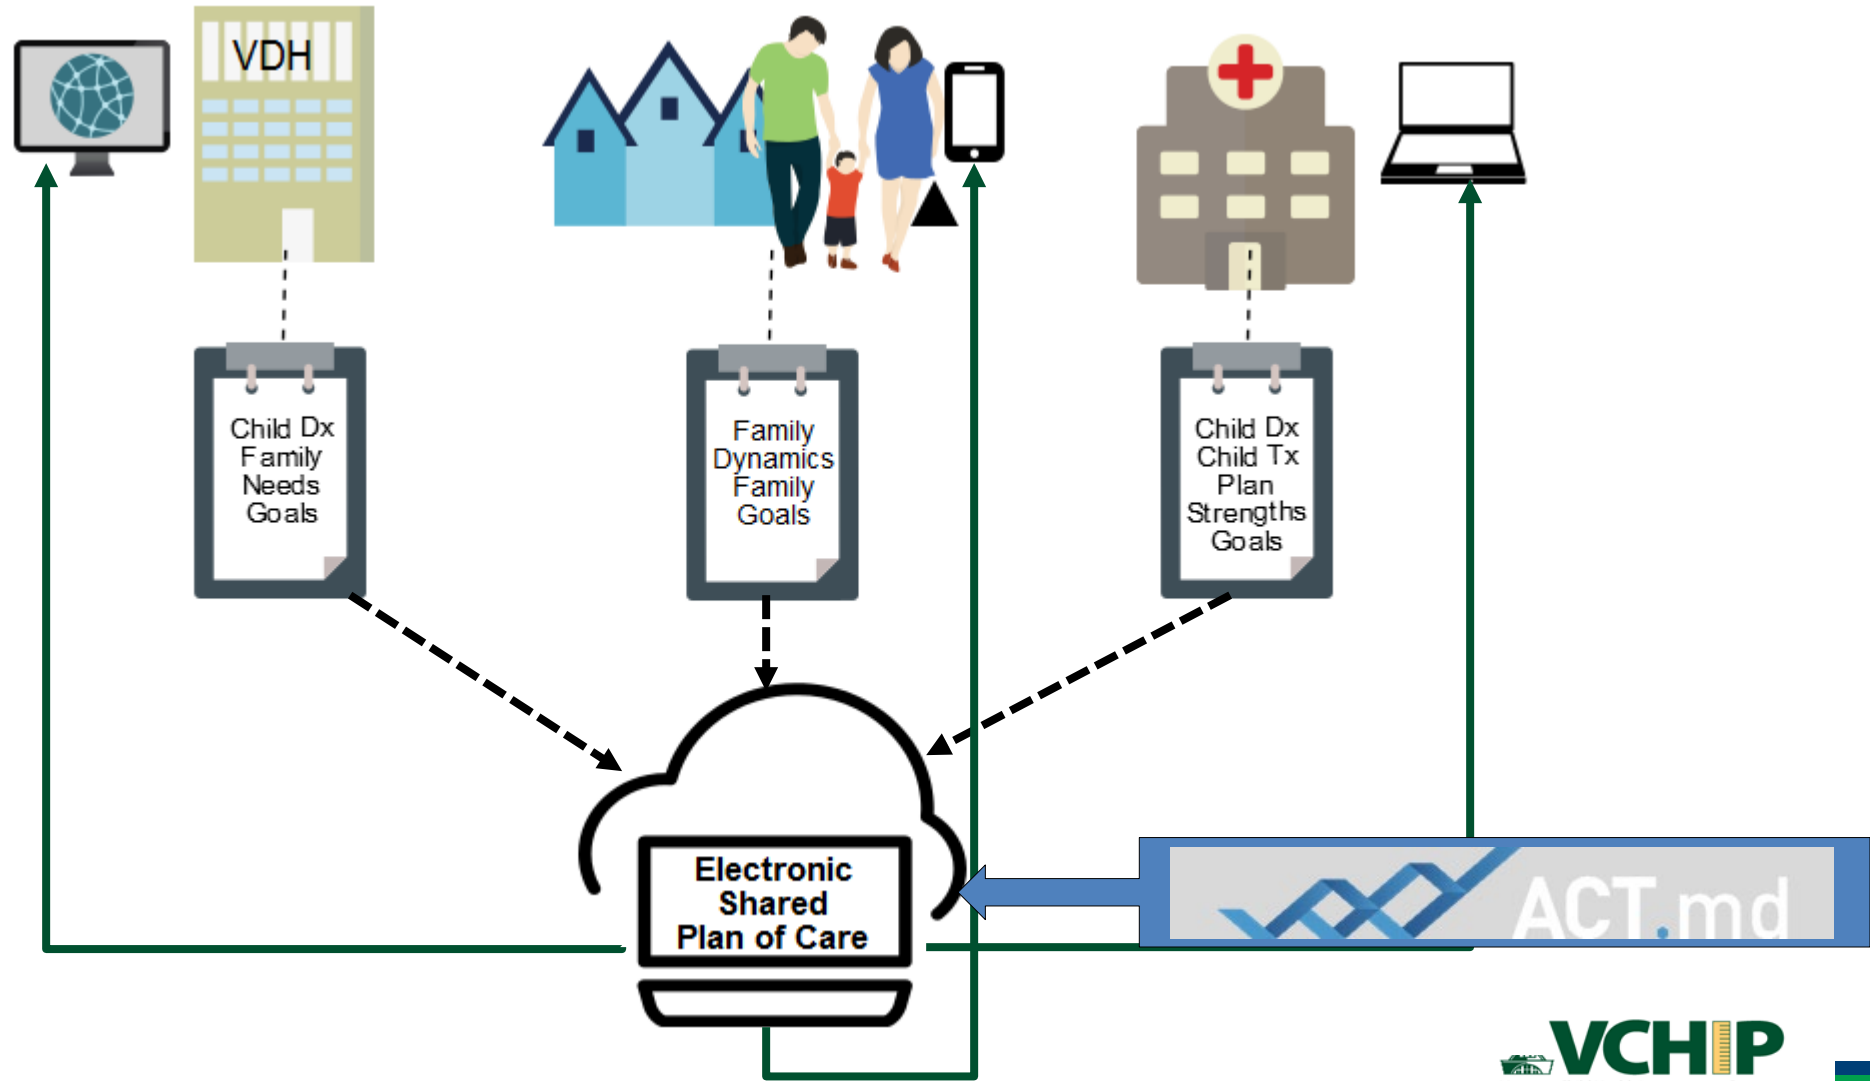 VDH
Child Dx
Family
Needs
Goals
Family
Dynamics
Family
Goals
Child Dx
Child Tx
Plan
Strengths
Goals
Electronic
Shared
Plan of Care
ACT.md
VCHIP